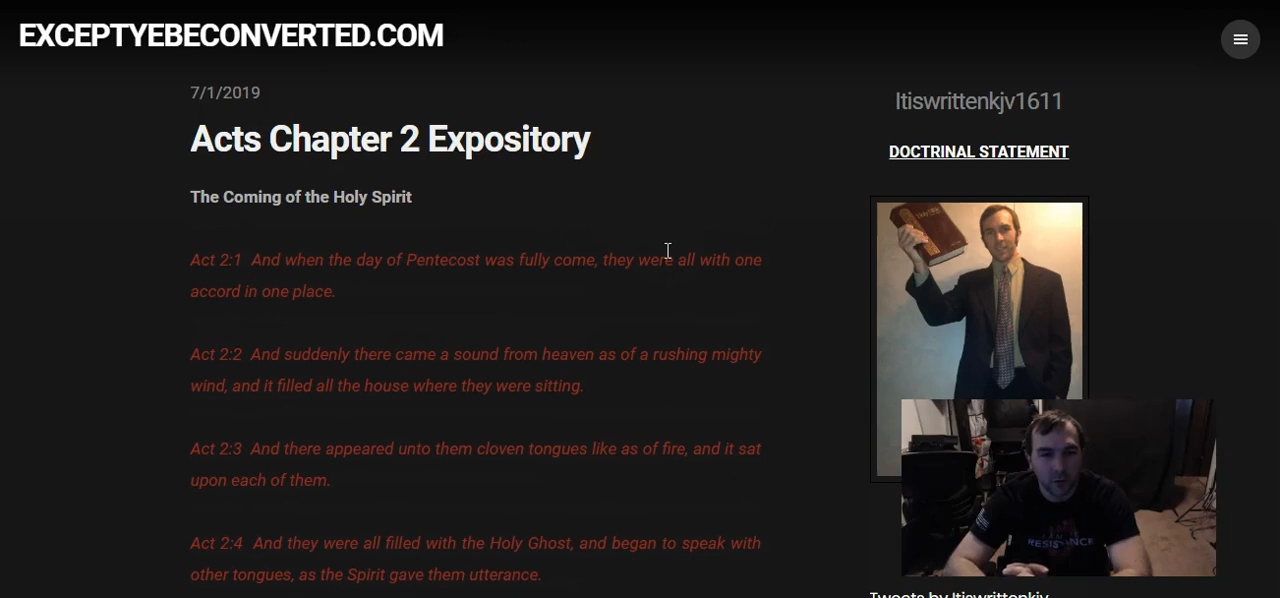 EXCEPTYEBECONVERTED.COM
7/1/2019
Acts Chapter 2 Expository
The Coming of the Holy Spirit
Act 2:1 And when the day of Pentecost was fully come, they were all with one
accord in one place.
Act 2:2 And suddenly there came a sound from heaven as of a rushing mighty
wind, and it filled all the house where they were sitting.
Act 2:3 And there appeared unto them cloven tongues like as of fire, and it sat
upon each of them.
Act 2:4 And they were all filled with the Holy Ghost, and began to speak with
other tongues, as the Spirit gave them utterance.
Itiswrittenkjv1611
DOCTRINAL STATEMENT
RESISTANCE
Tweets by Itiswrittenkjv